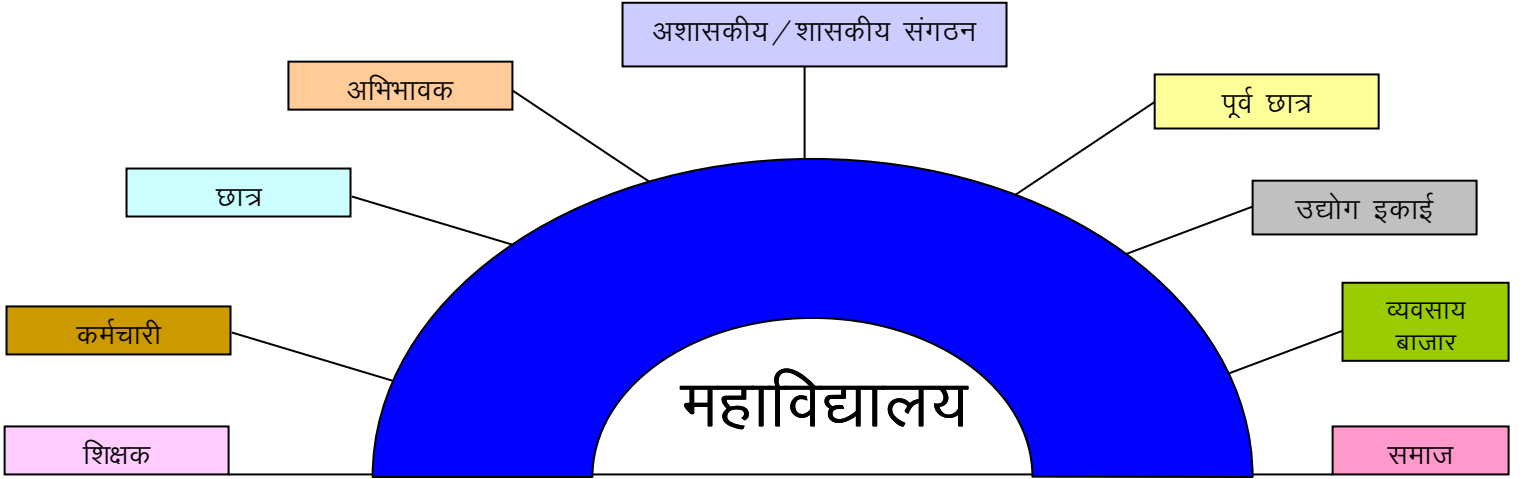 अशासकीय/शासकीय संगठन
अभिभावक
पूर्व छात्र
छात्र
उद्योग इकाई
कर्मचारी
व्यवसाय
बाजार
महाविद्यालय
शिक्षक
समाज